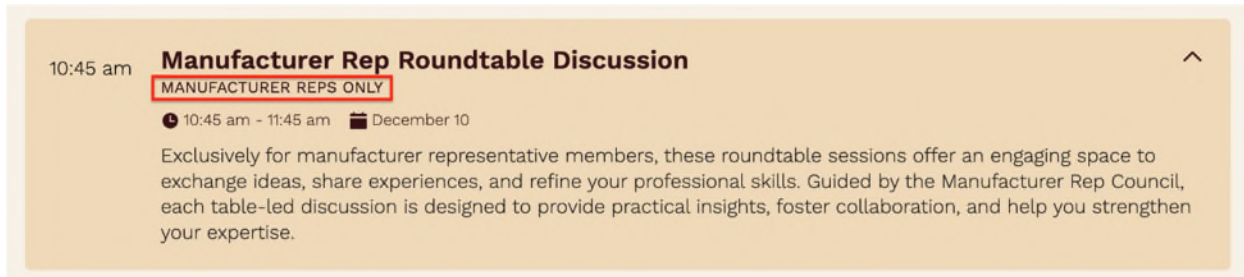 10:45 am
Manufacturer Rep Roundtable Discussion
MANUFACTURER REPS ONLY
10:45 am - 11:45 am December 10
Exclusively for manufacturer representative members, these roundtable sessions offer an engaging space to
exchange ideas, share experiences, and refine your professional skills. Guided by the Manufacturer Rep Council,
each table-led discussion is designed to provide practical insights, foster collaboration, and help you strengthen
your expertise.